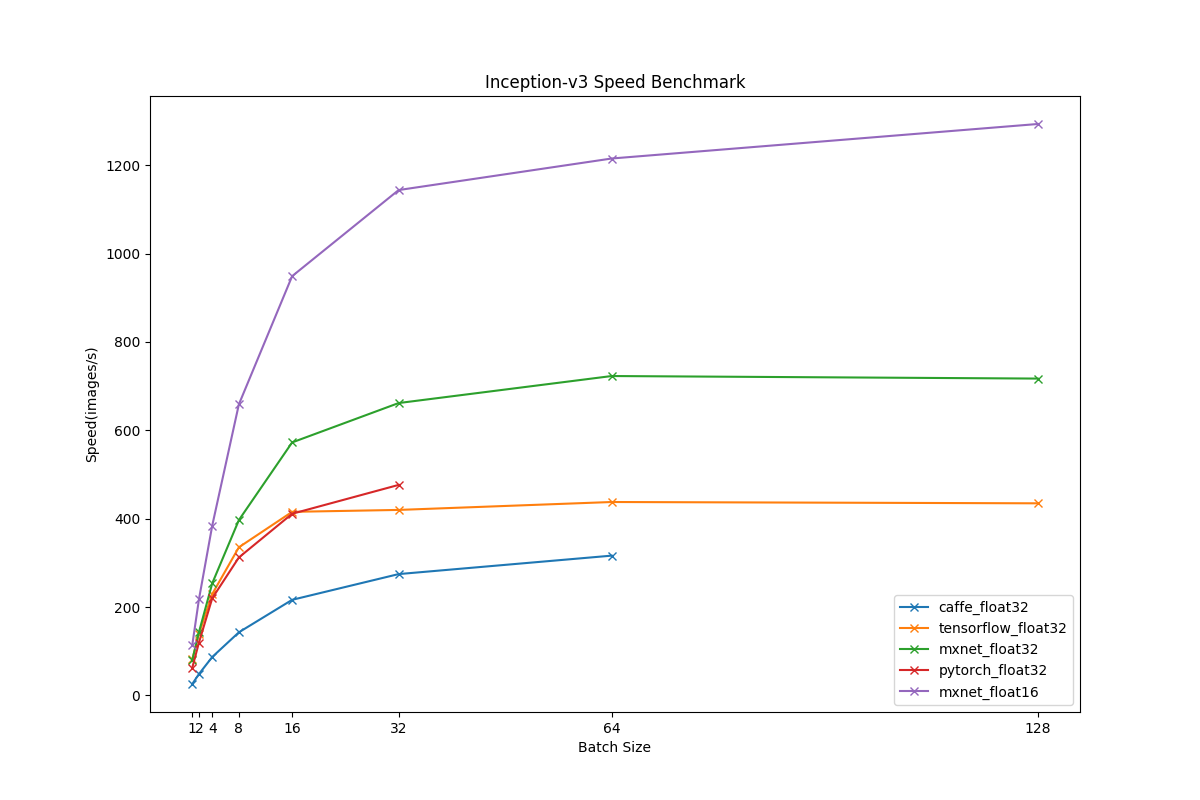 Inception-v3 Speed Benchmark
Speed(images/s)
1200
1000
800
600
400
200
0
1 2 4 8 16 32 64 128
Batch Size
caffe_float32
tensorflow_float32
mxnet_float32
pytorch_float32
mxnet_float16